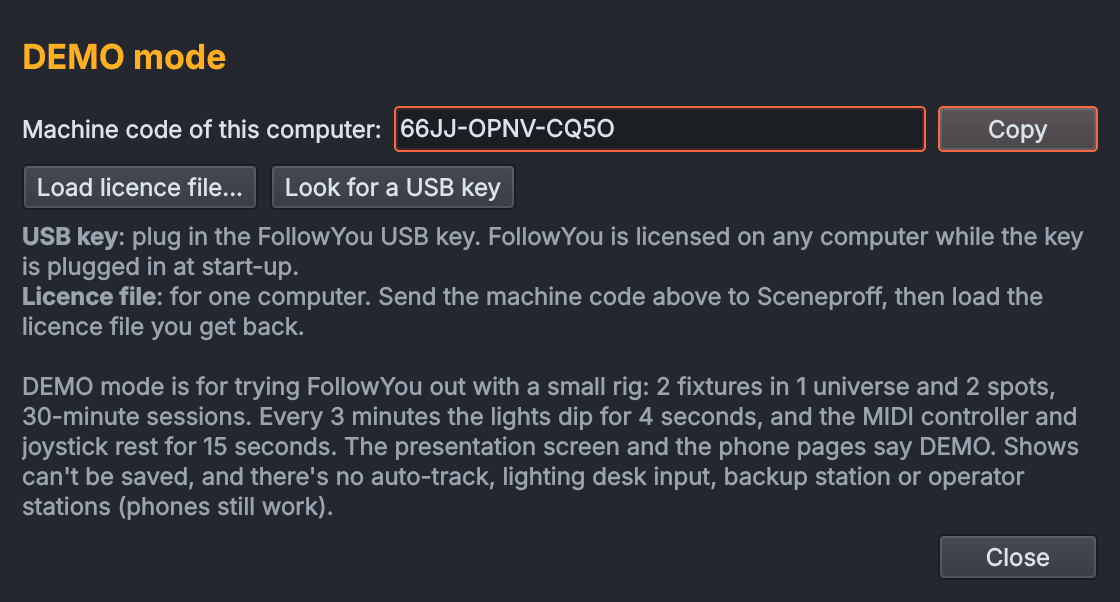 DEMO mode
Machine code of this computer: 66JJ-OPNV-CQ5O Copy
Load licence file... Look for a USB key
USB key: plug in the FollowYou USB key. FollowYou is licensed on any computer while the key
is plugged in at start-up.
Licence file: for one computer. Send the machine code above to Sceneproff, then load the
licence file you get back.
DEMO mode is for trying FollowYou out with a small rig: 2 fixtures in 1 universe and 2 spots,
30-minute sessions. Every 3 minutes the lights dip for 4 seconds, and the MIDI controller and
joystick rest for 15 seconds. The presentation screen and the phone pages say DEMO. Shows
can't be saved, and there's no auto-track, lighting desk input, backup station or operator
stations (phones still work).
Close